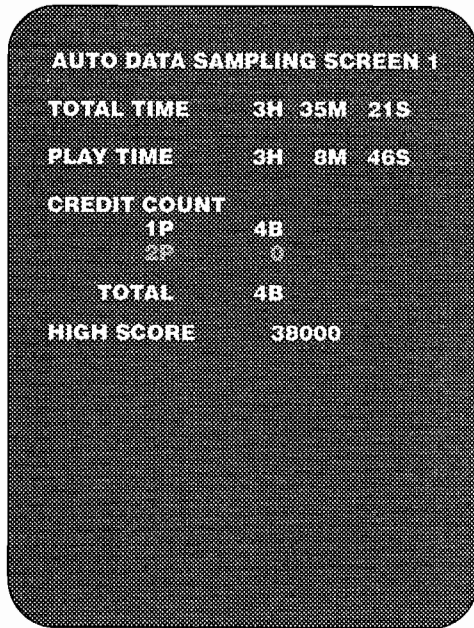 AUTO DATA SAMPLING SCREEN 1
TOTAL TIME 3H 35M 21S
PLAY TIME 3H 8M 46S
CREDIT COUNT
1P 4B
2P 0
TOTAL 4B
HIGH SCORE 38000